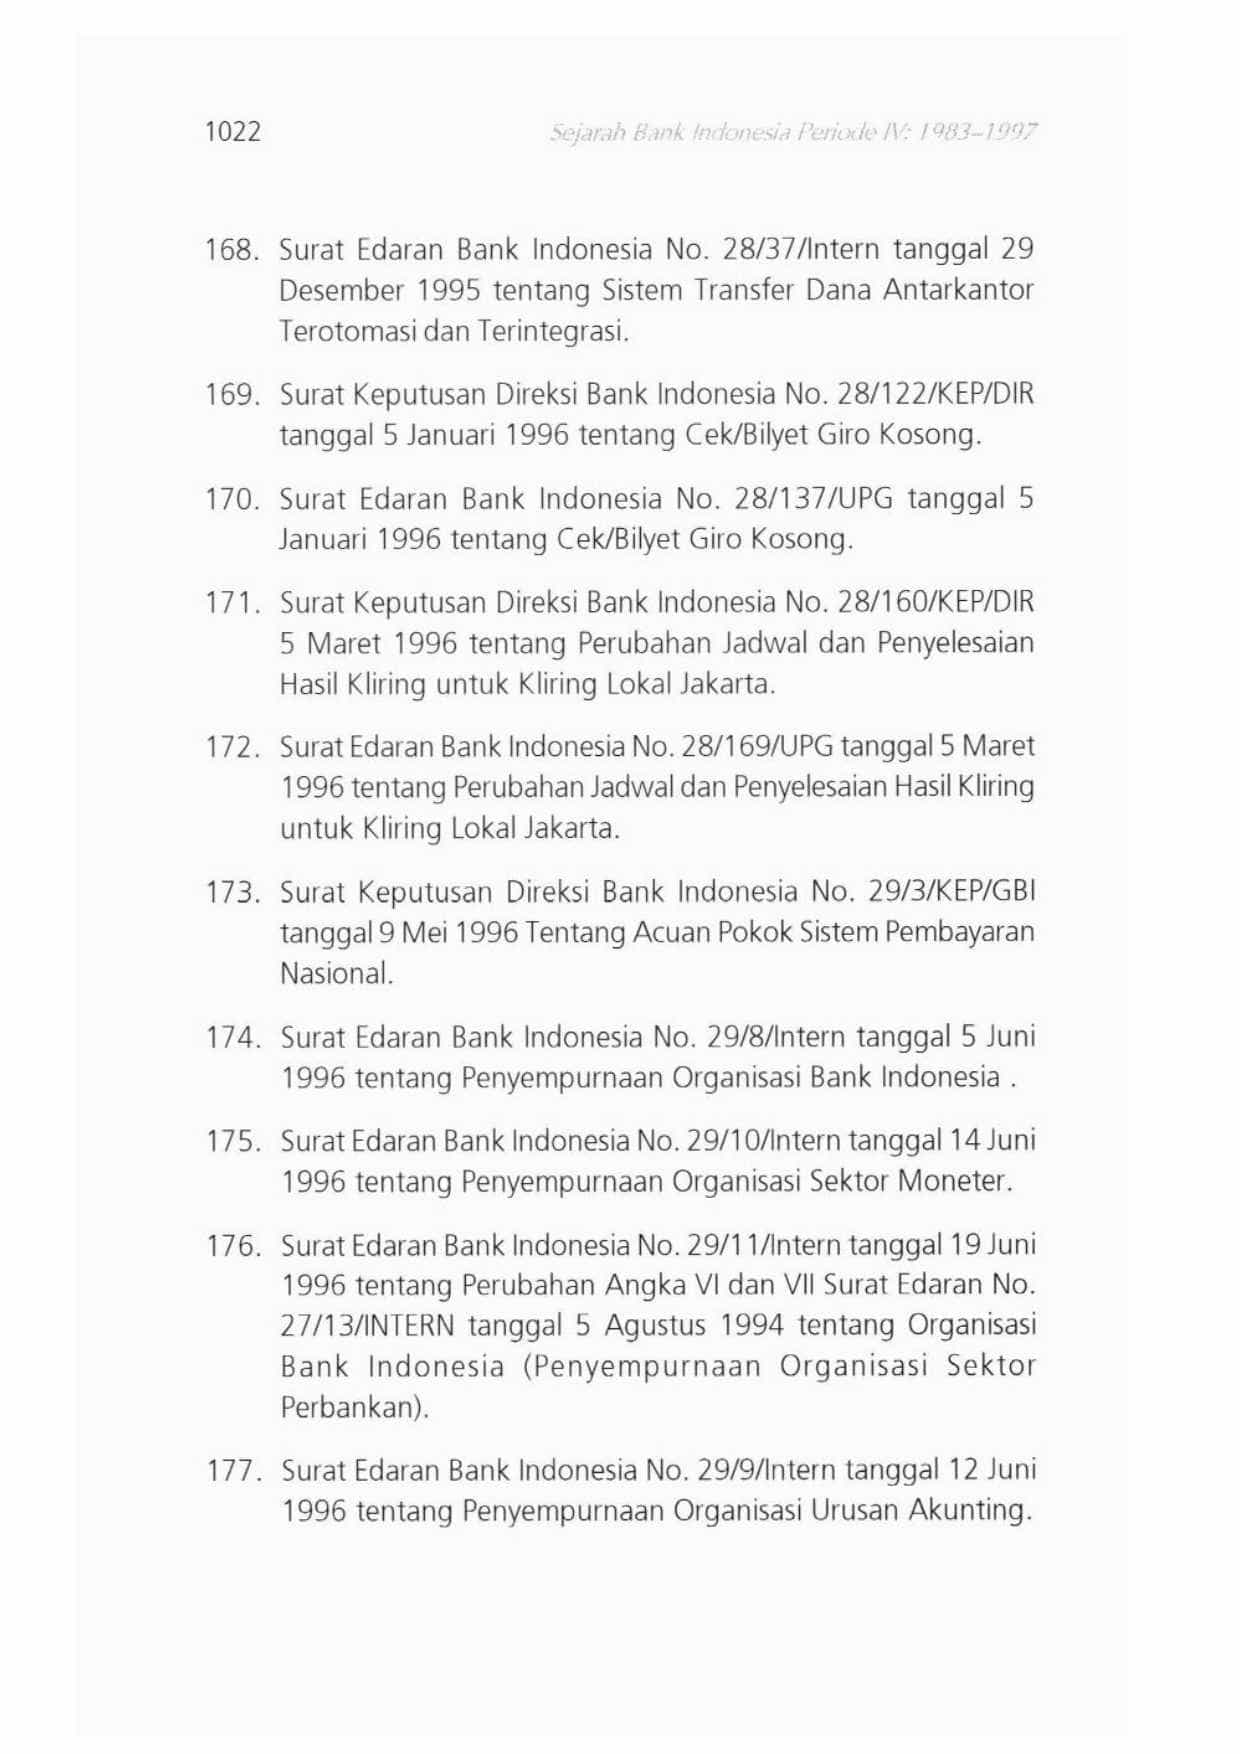 1022
Sejarah Bank Indonesia Periode IV: 1983–1997
168. Surat Edaran Bank Indonesia No. 28/37/Intern tanggal 29
Desember 1995 tentang Sistem Transfer Dana Antarkantor
Terotomasi dan Terintegrasi.
169. Surat Keputusan Direksi Bank Indonesia No. 28/122/KEP/DIR
tanggal 5 Januari 1996 tentang Cek/Bilyet Giro Kosong.
170. Surat Edaran Bank Indonesia No. 28/137/UPG tanggal 5
Januari 1996 tentang Cek/Bilyet Giro Kosong.
171. Surat Keputusan Direksi Bank Indonesia No. 28/160/KEP/DIR
5 Maret 1996 tentang Perubahan Jadwal dan Penyelesaian
Hasil Kliring untuk Kliring Lokal Jakarta.
172. Surat Edaran Bank Indonesia No. 28/169/UPG tanggal 5 Maret
1996 tentang Perubahan Jadwal dan Penyelesaian Hasil Kliring
untuk Kliring Lokal Jakarta.
173. Surat Keputusan Direksi Bank Indonesia No. 29/3/KEP/GBI
tanggal 9 Mei 1996 Tentang Acuan Pokok Sistem Pembayaran
Nasional.
174. Surat Edaran Bank Indonesia No. 29/8/Intern tanggal 5 Juni
1996 tentang Penyempurnaan Organisasi Bank Indonesia .
175. Surat Edaran Bank Indonesia No. 29/10/Intern tanggal 14 Juni
1996 tentang Penyempurnaan Organisasi Sektor Moneter.
176. Surat Edaran Bank Indonesia No. 29/11/Intern tanggal 19 Juni
1996 tentang Perubahan Angka VI dan VII Surat Edaran No.
27/13/INTERN tanggal 5 Agustus 1994 tentang Organisasi
Bank Indonesia (Penyempurnaan Organisasi Sektor
Perbankan).
177. Surat Edaran Bank Indonesia No. 29/9/Intern tanggal 12 Juni
1996 tentang Penyempurnaan Organisasi Urusan Akunting.